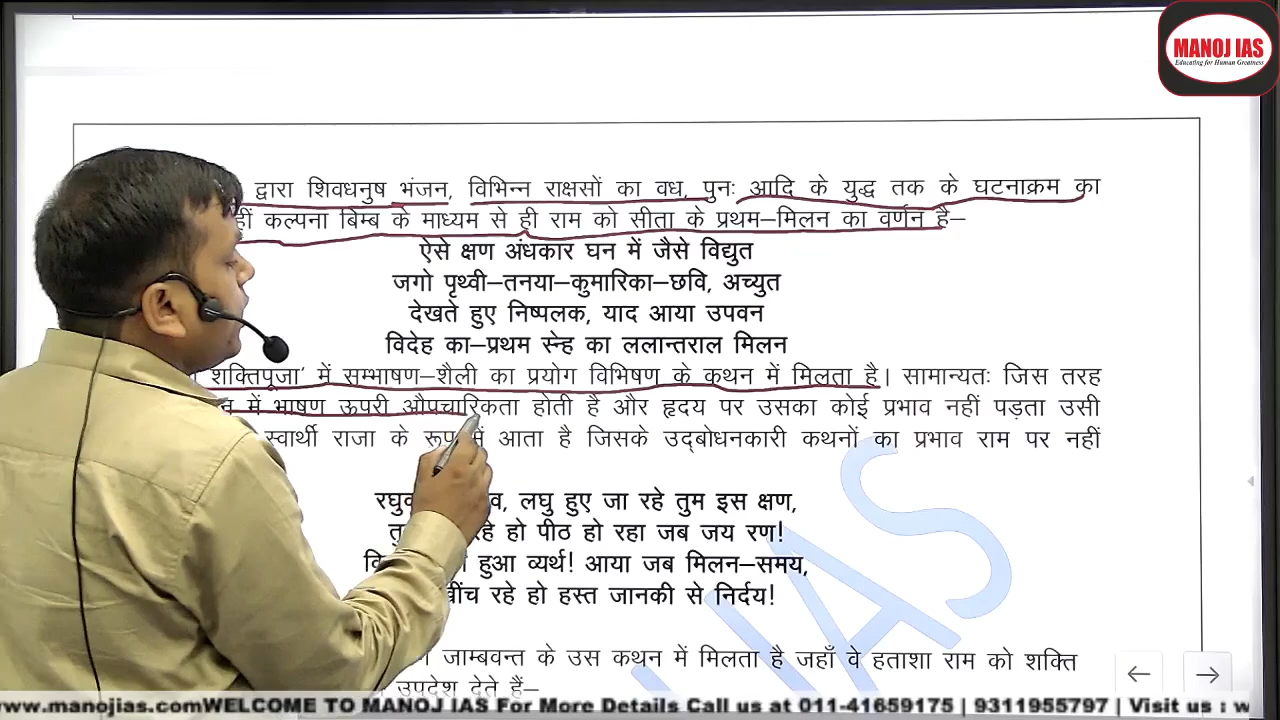 MANOJ IAS
Educating for Human Greatness
द्वारा शिवधनुष भंजन, विभिन्न राक्षसों का वध, पुनः आदि के युद्ध तक के घटनाक्रम का
कल्पना बिम्ब के माध्यम से ही राम को सीता के प्रथम–मिलन का वर्णन है–
ऐसे क्षण अंधकार घन में जैसे विद्युत
जगो पृथ्वी–तनया–कुमारिका–छवि, अच्युत
देखते हुए निष्पलक, याद आया उपवन
विदेह का–प्रथम स्नेह का ललान्तराल मिलन
शक्तिपूजा' में सम्भाषण–शैली का प्रयोग विभिषण के कथन में मिलता है। सामान्यतः जिस तरह
में भाषण ऊपरी औपचारिकता होती है और हृदय पर उसका कोई प्रभाव नहीं पड़ता उसी
स्वार्थी राजा के रूप में आता है जिसके उद्बोधनकारी कथनों का प्रभाव राम पर नहीं
लघु हुए जा रहे तुम इस क्षण,
हो पीठ हो रहा जब जय रण!
हुआ व्यर्थ! आया जब मिलन–समय,
रहे हो हस्त जानकी से निर्दय!
जाम्बवन्त के उस कथन में मिलता है जहाँ वे हताशा राम को शक्ति
उपदेश देते हैं–
IAS
www.manojias.comWELCOME TO MANOJ IAS For More Details Call us at 011-41659175 | 9311955797 | Visit us :